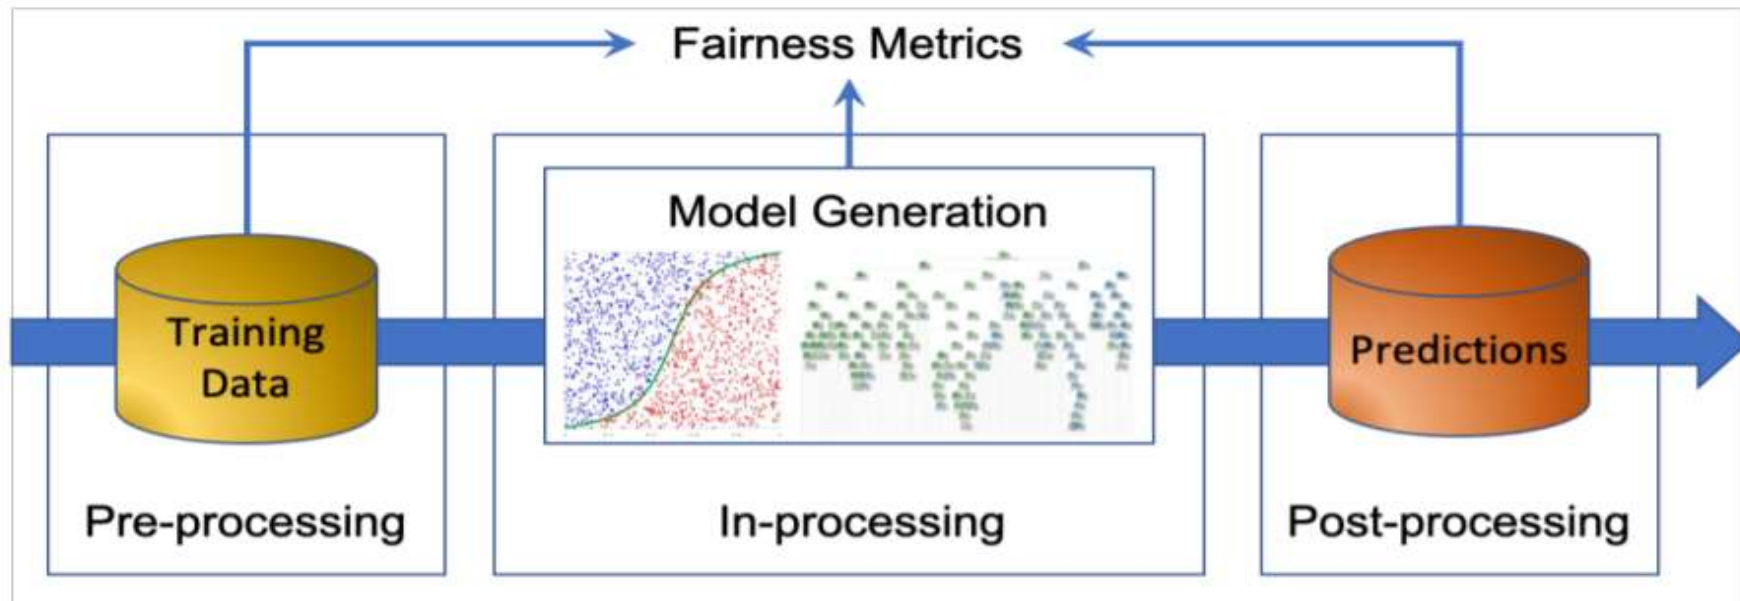 Fairness Metrics
Model Generation
Training
Data
Predictions
Pre-processing
In-processing
Post-processing